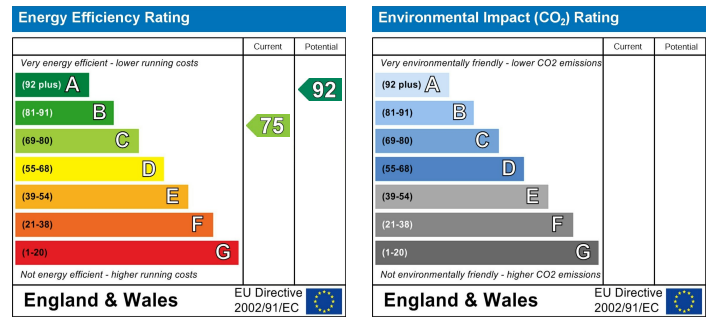 Energy Efficiency Rating
Current Potential
Very energy efficient - lower running costs
(92 plus) A
92
(81-91) B
75
(69-80) C
(55-68) D
(39-54) E
(21-38) F
(1-20) G
Not energy efficient - higher running costs
England & Wales
EU Directive
2002/91/EC
Environmental Impact (CO₂) Rating
Current Potential
Very environmentally friendly - lower CO2 emissions
(92 plus) A
(81-91) B
(69-80) C
(55-68) D
(39-54) E
(21-38) F
(1-20) G
Not environmentally friendly - higher CO2 emissions
England & Wales
EU Directive
2002/91/EC